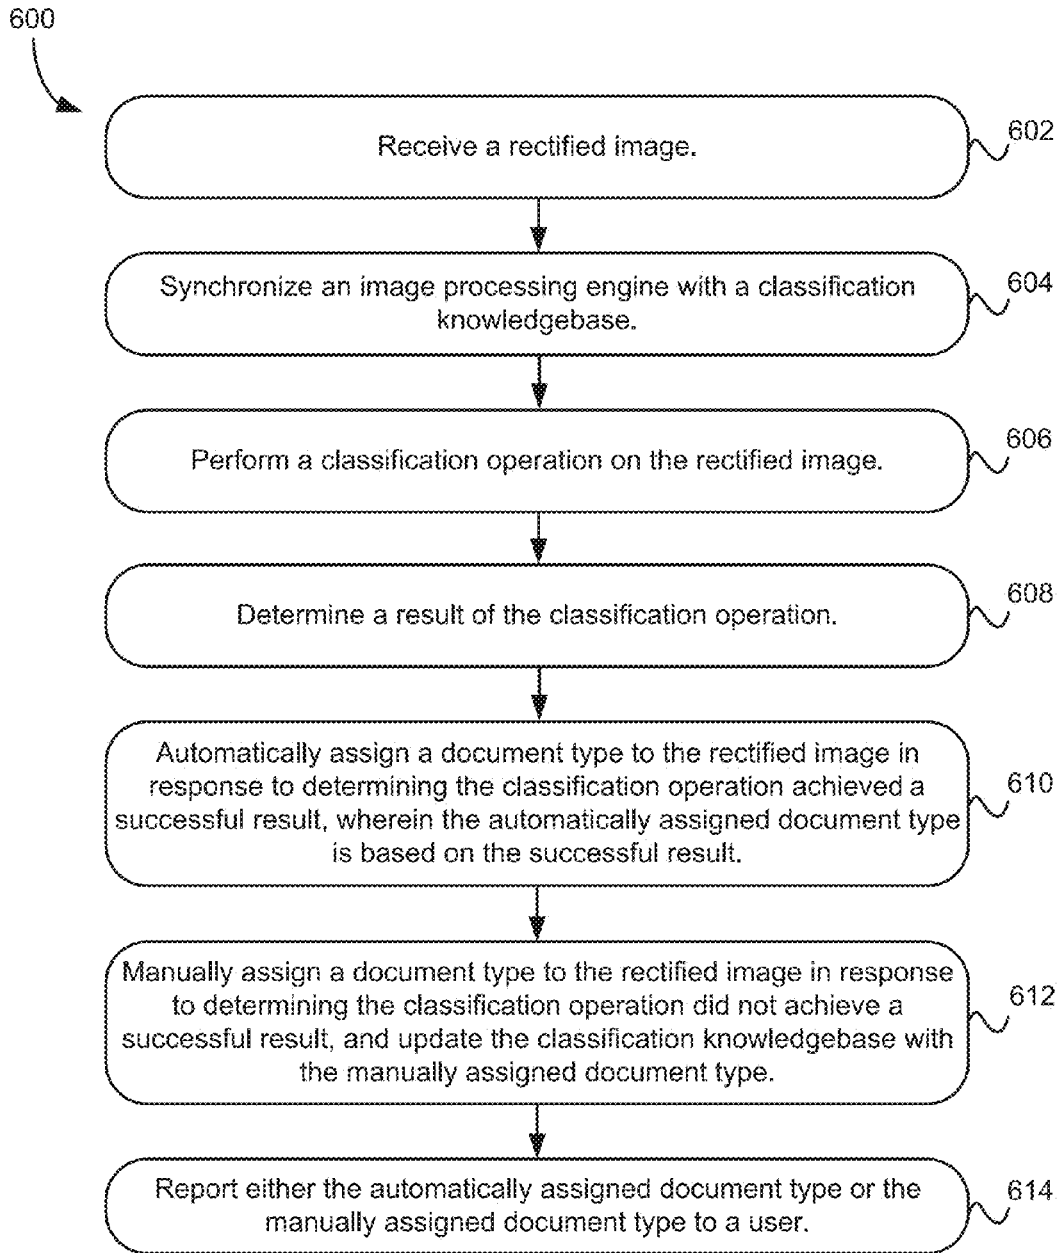 600
Receive a rectified image.
602
Synchronize an image processing engine with a classification
knowledgebase.
604
Perform a classification operation on the rectified image.
606
Determine a result of the classification operation.
608
Automatically assign a document type to the rectified image in
response to determining the classification operation achieved a
successful result, wherein the automatically assigned document type
is based on the successful result.
610
Manually assign a document type to the rectified image in response
to determining the classification operation did not achieve a
successful result, and update the classification knowledgebase with
the manually assigned document type.
612
Report either the automatically assigned document type or the
manually assigned document type to a user.
614